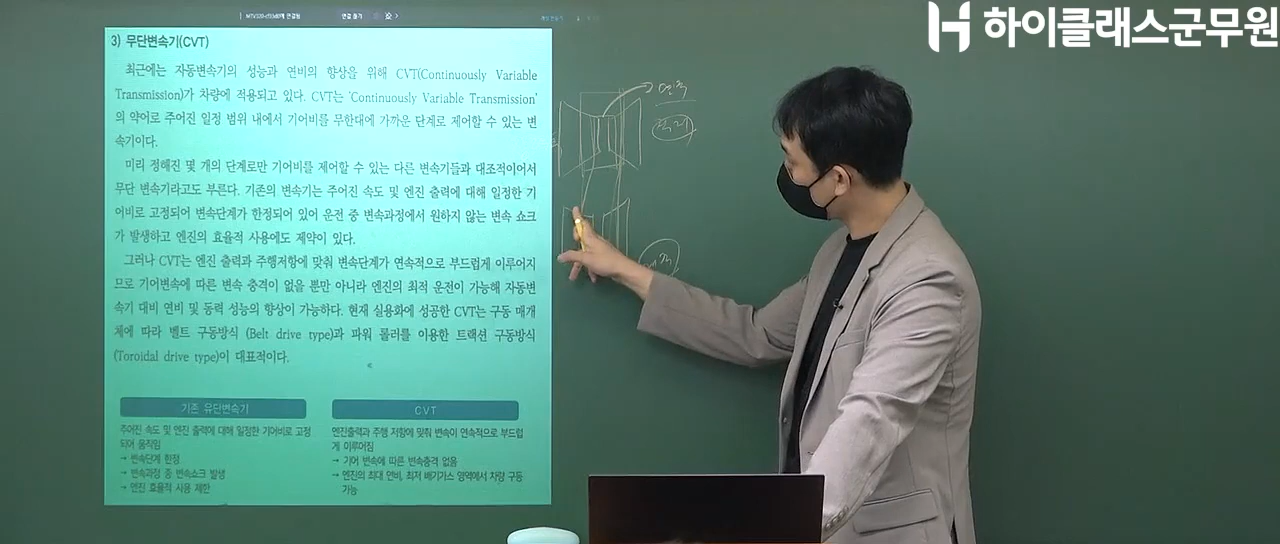 MTV328-(5)M에 연결됨 연결 끊기
하이클래스군무원
3) 무단변속기(CVT)
최근에는 자동변속기의 성능과 연비의 향상을 위해 CVT(Continuously Variable
Transmission)가 차량에 적용되고 있다. CVT는 'Continuously Variable Transmission'
의 약어로 주어진 일정 범위 내에서 기어비를 무한대에 가까운 단계로 제어할 수 있는 변
속기이다.
미리 정해진 몇 개의 단계로만 기어비를 제어할 수 있는 다른 변속기들과 대조적이어서
무단 변속기라고도 부른다. 기존의 변속기는 주어진 속도 및 엔진 출력에 대해 일정한 기
어비로 고정되어 변속단계가 한정되어 있어 운전 중 변속과정에서 원하지 않는 변속 쇼크
가 발생하고 엔진의 효율적 사용에도 제약이 있다.
그러나 CVT는 엔진 출력과 주행저항에 맞춰 변속단계가 연속적으로 부드럽게 이루어지
므로 기어변속에 따른 변속 충격이 없을 뿐만 아니라 엔진의 최적 운전이 가능해 자동변
속기 대비 연비 및 동력 성능의 향상이 가능하다. 현재 실용화에 성공한 CVT는 구동 매개
체에 따라 벨트 구동방식 (Belt drive type)과 파워 롤러를 이용한 트랙션 구동방식
(Toroidal drive type)이 대표적이다.
기존 유단변속기
주어진 속도 및 엔진 출력에 대해 일정한 기어비로 고정
되어 움직임
→ 변속단계 한정
→ 변속과정 중 변속쇼크 발생
→ 엔진 효율적 사용 제한
CVT
엔진출력과 주행 저항에 맞춰 변속이 연속적으로 부드럽
게 이루어짐
→ 기어 변속에 따른 변속충격 없음
→ 엔진의 최대 연비, 최저 배기가스 영역에서 차량 구동
가능